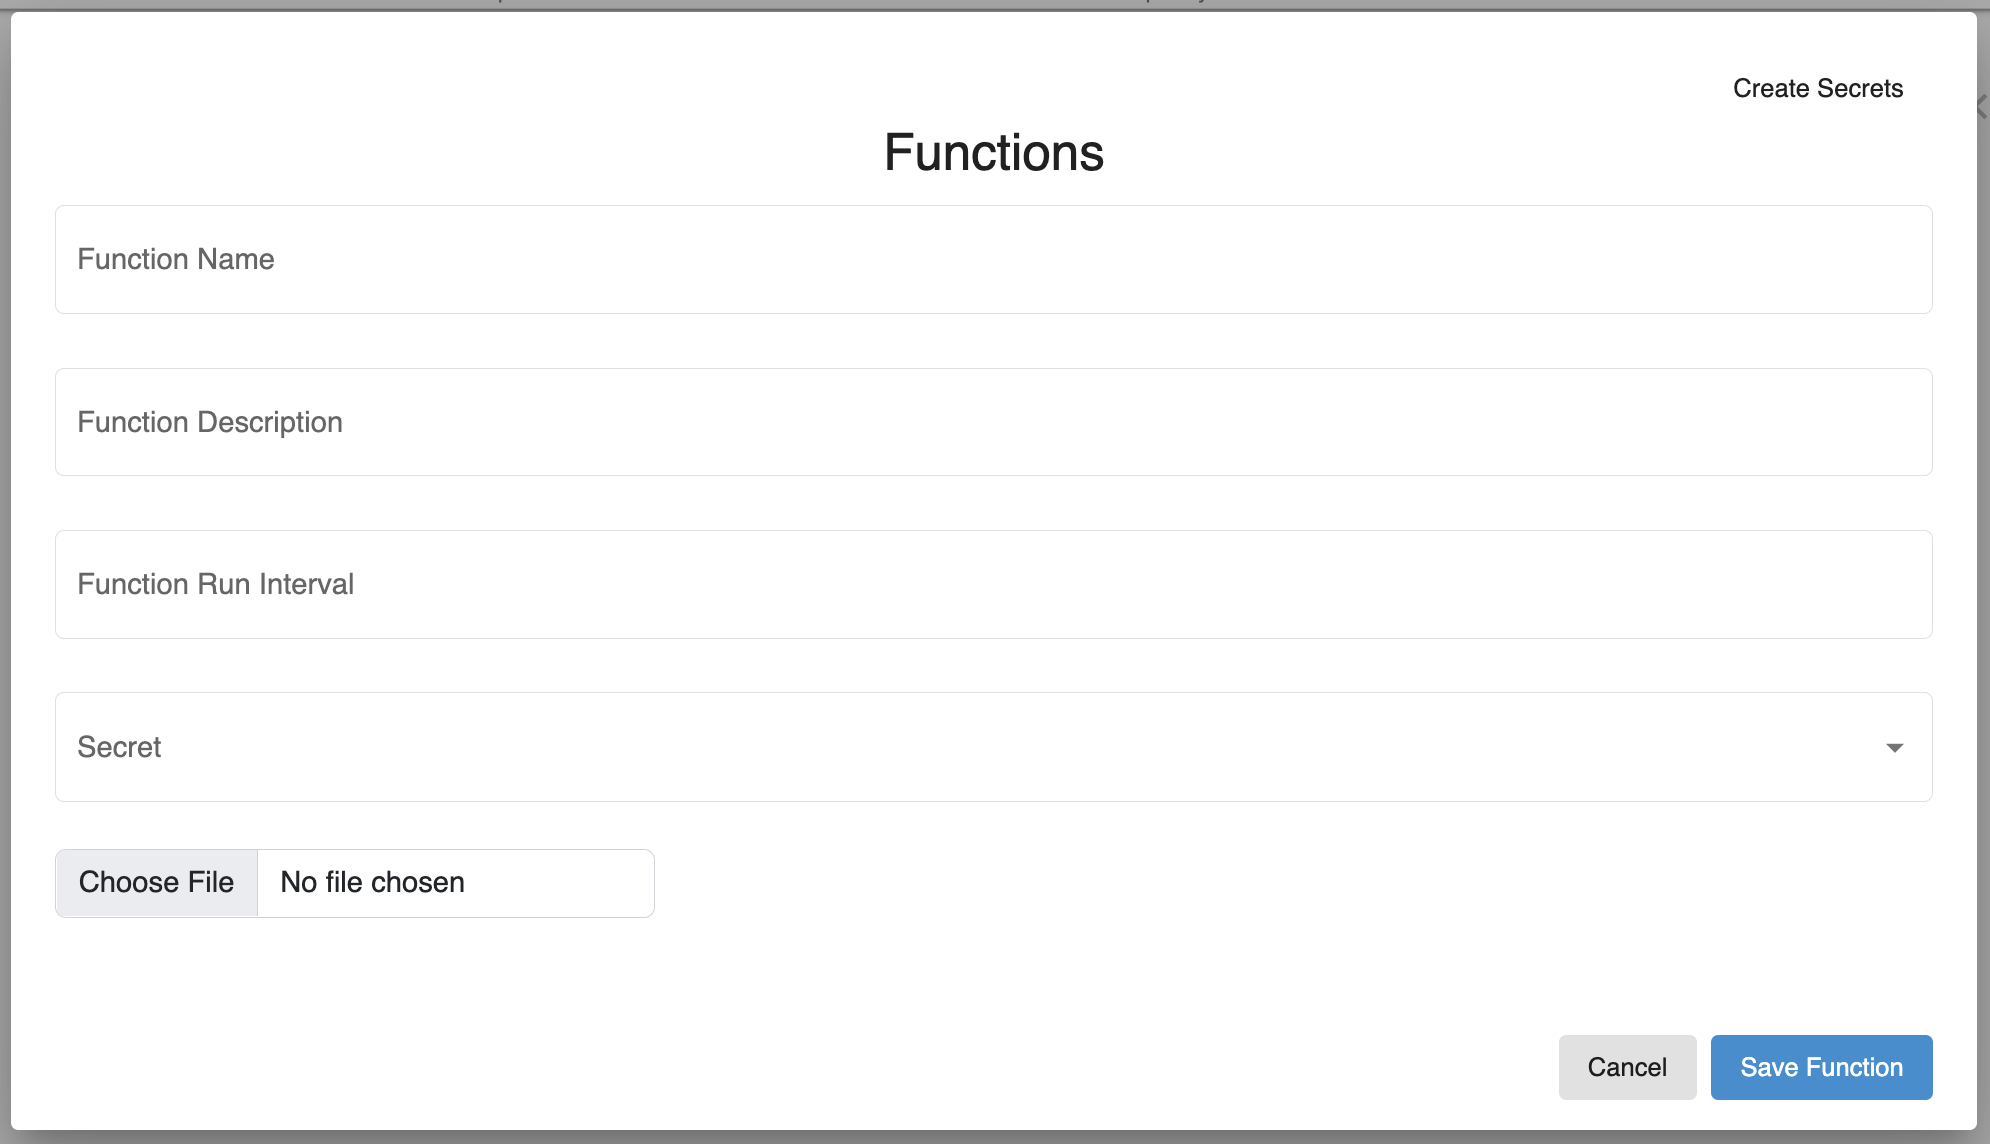 Create Secrets
Functions
Function Name
Function Description
Function Run Interval
Secret
Choose File No file chosen
Cancel Save Function